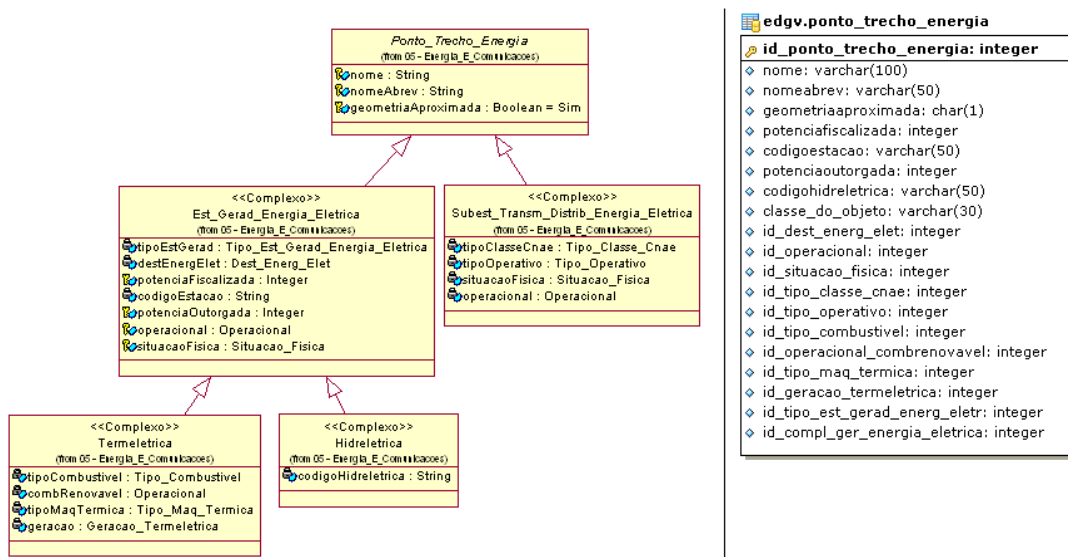 Ponto_Trecho_Energia
(from 05 - Energia_E_Comunicacoes)
nome : String
nomeAbrev : String
geometriaAproximada : Boolean = Sim
<<Complexo>>
Est_Gerad_Energia_Eletrica
(from 05 - Energia_E_Comunicacoes)
tipoEstGerad : Tipo_Est_Gerad_Energia_Eletrica
destEnergElet : Dest_Energ_Elet
potenciaFiscalizada : Integer
codigoEstacao : String
potenciaOutorgada : Integer
operacional : Operacional
situacaoFisica : Situacao_Fisica
<<Complexo>>
Subest_Transm_Distrib_Energia_Eletrica
(from 05 - Energia_E_Comunicacoes)
tipoClasseCnae : Tipo_Classe_Cnae
tipoOperativo : Tipo_Operativo
situacaoFisica : Situacao_Fisica
operacional : Operacional
<<Complexo>>
Termeletrica
(from 05 - Energia_E_Comunicacoes)
tipoCombustivel : Tipo_Combustivel
combRenovavel : Operacional
tipoMaqTermica : Tipo_Maq_Termica
geracao : Geracao_Termeletrica
<<Complexo>>
Hidreletrica
(from 05 - Energia_E_Comunicacoes)
codigoHidreletrica : String
edgv.ponto_trecho_energia
id_ponto_trecho_energia: integer
nome: varchar(100)
nomeabrev: varchar(50)
geometriaaproximada: char(1)
potenciafiscalizada: integer
codigoestacao: varchar(50)
potenciaoutorgada: integer
codigohidreletrica: varchar(50)
classe_do_objeto: varchar(30)
id_dest_energ_elet: integer
id_operacional: integer
id_situacao_fisica: integer
id_tipo_classe_cnae: integer
id_tipo_operativo: integer
id_tipo_combustivel: integer
id_operacional_combrenovavel: integer
id_tipo_maq_termica: integer
id_geracao_termeletrica: integer
id_tipo_est_gerad_energ_eletr: integer
id_compl_ger_energia_eletrica: integer